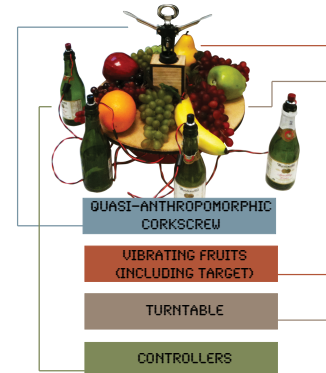 QUASI-ANTHROPOMORPHIC
CORKSCREW
VIBRATING FRUITS
(INCLUDING TARGET)
TURNTABLE
CONTROLLERS